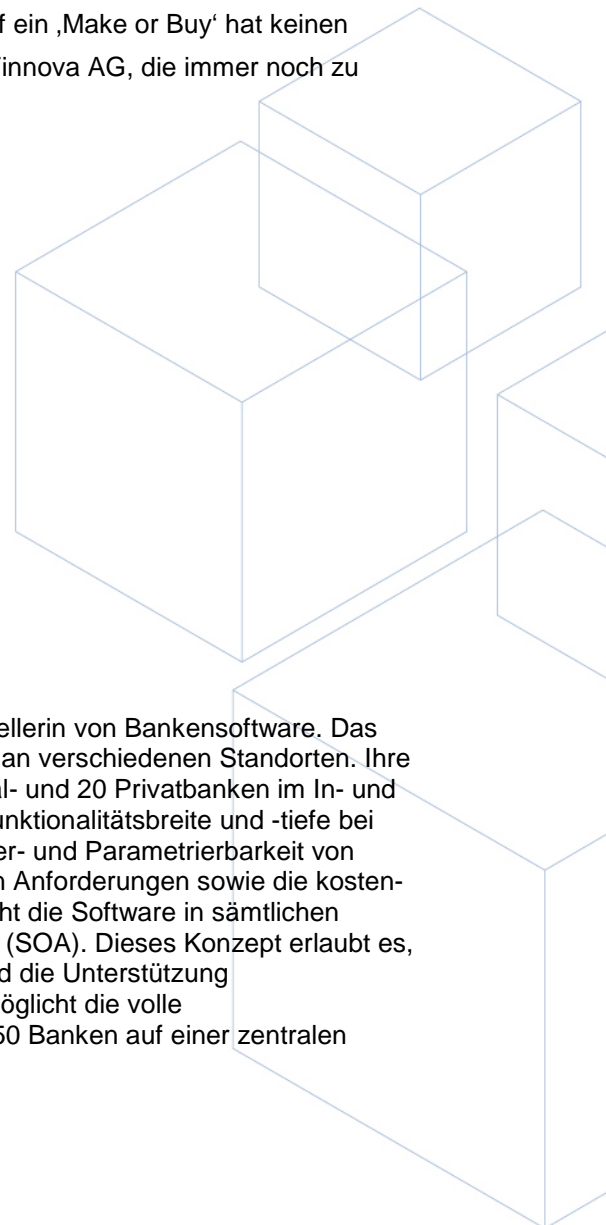 f ein ‚Make or Buy‘ hat keinen
innova AG, die immer noch zu
ellerin von Bankensoftware. Das
an verschiedenen Standorten. Ihre
al- und 20 Privatbanken im In- und
unktionalitätsbreite und -tiefe bei
er- und Parametrierbarkeit von
n Anforderungen sowie die kosten-
ht die Software in sämtlichen
(SOA). Dieses Konzept erlaubt es,
d die Unterstützung
öglicht die volle
50 Banken auf einer zentralen